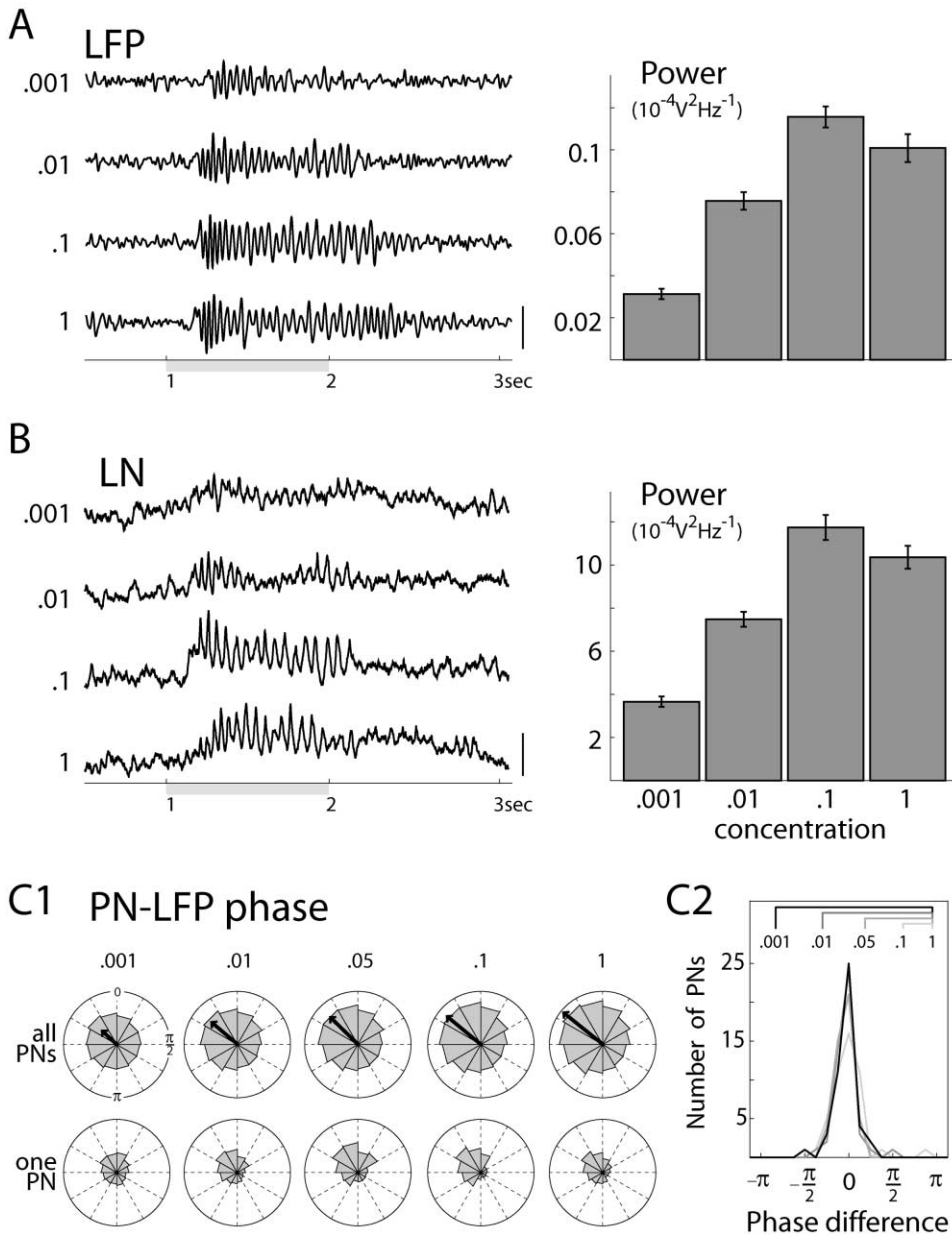 A
LFP
.001
.01
.1
1
1 2 3sec
Power
(10⁻⁴V²Hz⁻¹)
0.1
0.06
0.02
B
LN
.001
.01
.1
1
1 2 3sec
Power
(10⁻⁴V²Hz⁻¹)
10
6
2
.001 .01 .1 1
concentration
C1 PN-LFP phase
.001 .01 .05 .1 1
all
PNs
0
π/2
π
one
PN
C2
.001 .01 .05 .1 1
Number of PNs
25
15
5
-π -π/2 0 π/2 π
Phase difference